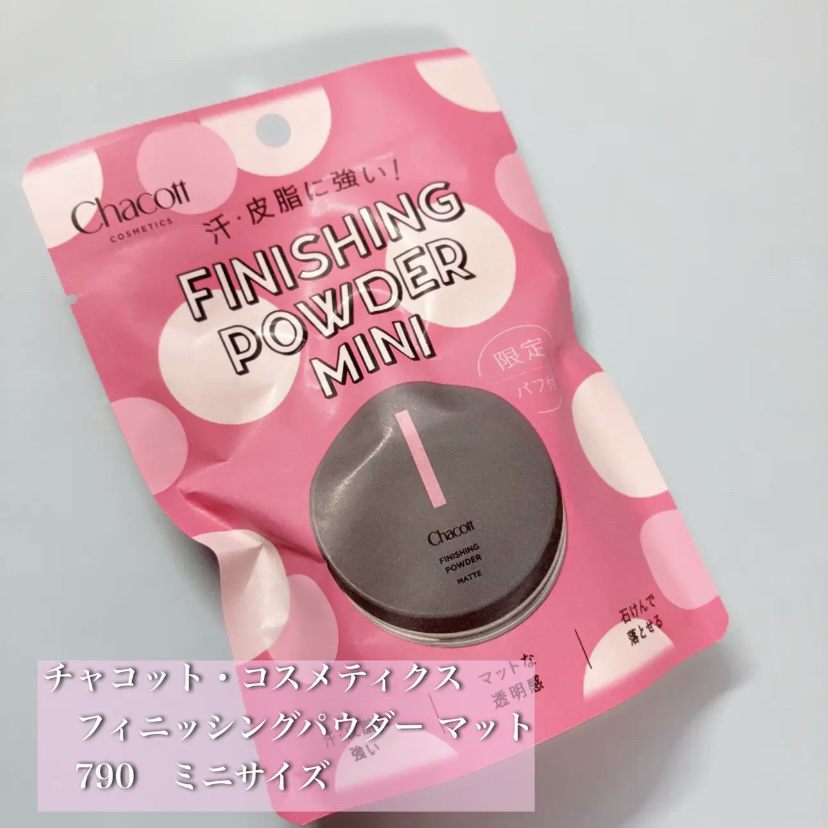 Chacott
COSMETICS
汗・皮脂に強い!
FINISHING
POWDER
MINI
限定
パフ付
Chacott
FINISHING
POWDER
MATTE
石けんで
落とせる
マットな
透明感
強い
チャコット・コスメティクス
フィニッシングパウダー マット
790 ミニサイズ